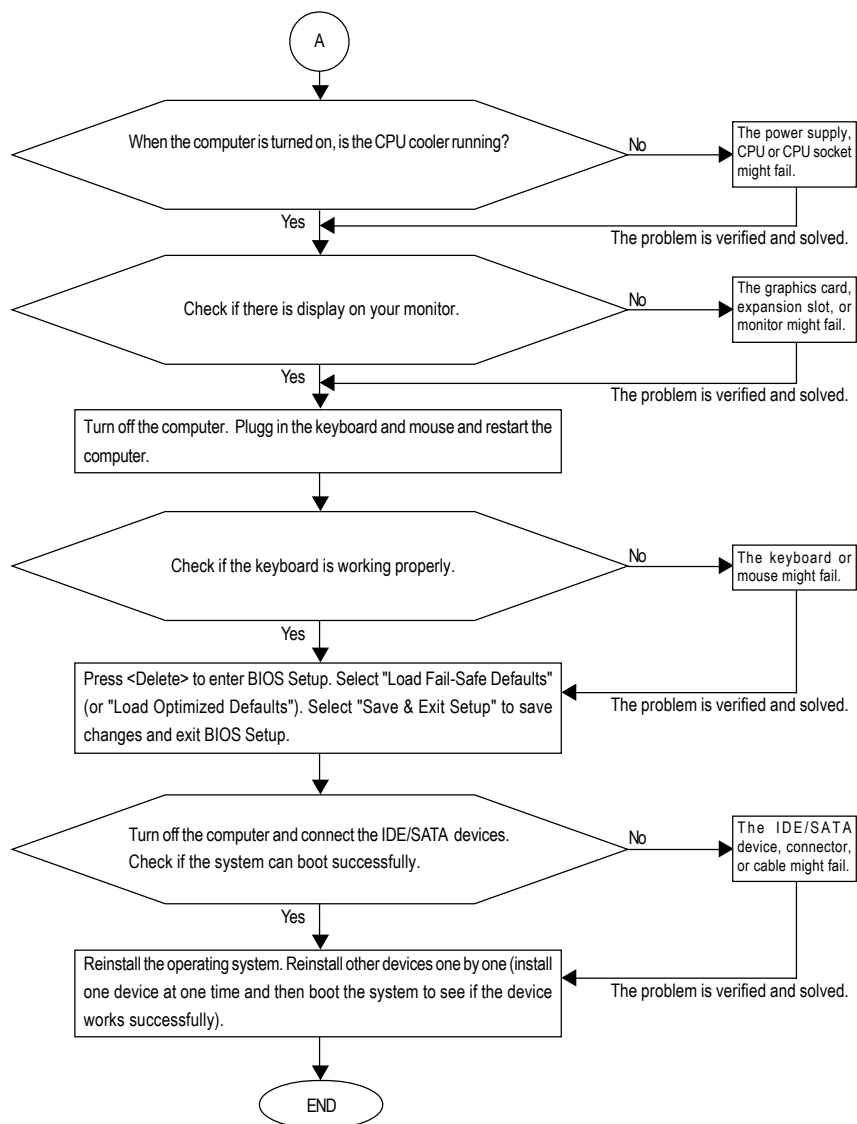 A
When the computer is turned on, is the CPU cooler running?
No
The power supply,
CPU or CPU socket
might fail.
Yes
The problem is verified and solved.
Check if there is display on your monitor.
No
The graphics card,
expansion slot, or
monitor might fail.
Yes
The problem is verified and solved.
Turn off the computer. Plugg in the keyboard and mouse and restart the
computer.
Check if the keyboard is working properly.
No
The keyboard or
mouse might fail.
Yes
Press <Delete> to enter BIOS Setup. Select "Load Fail-Safe Defaults"
(or "Load Optimized Defaults"). Select "Save & Exit Setup" to save
changes and exit BIOS Setup.
The problem is verified and solved.
Turn off the computer and connect the IDE/SATA devices.
Check if the system can boot successfully.
No
The IDE/SATA
device, connector,
or cable might fail.
Yes
Reinstall the operating system. Reinstall other devices one by one (install
one device at one time and then boot the system to see if the device
works successfully).
The problem is verified and solved.
END